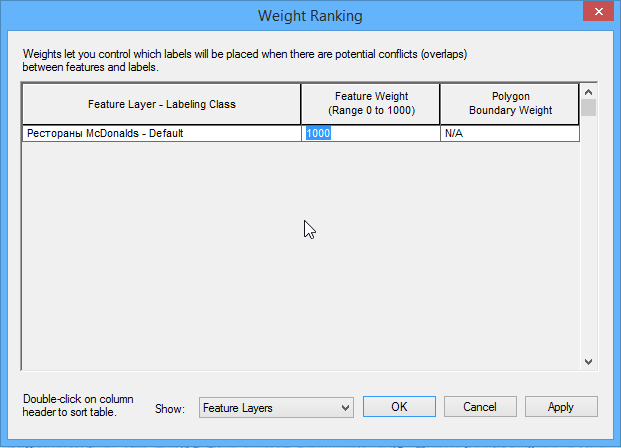 Weight Ranking
Weights let you control which labels will be placed when there are potential conflicts (overlaps)
between features and labels.
Feature Layer - Labeling Class
Feature Weight
(Range 0 to 1000)
Polygon
Boundary Weight
Рестораны McDonalds - Default
1000
N/A
Double-click on column
header to sort table.
Show:
Feature Layers
OK
Cancel
Apply